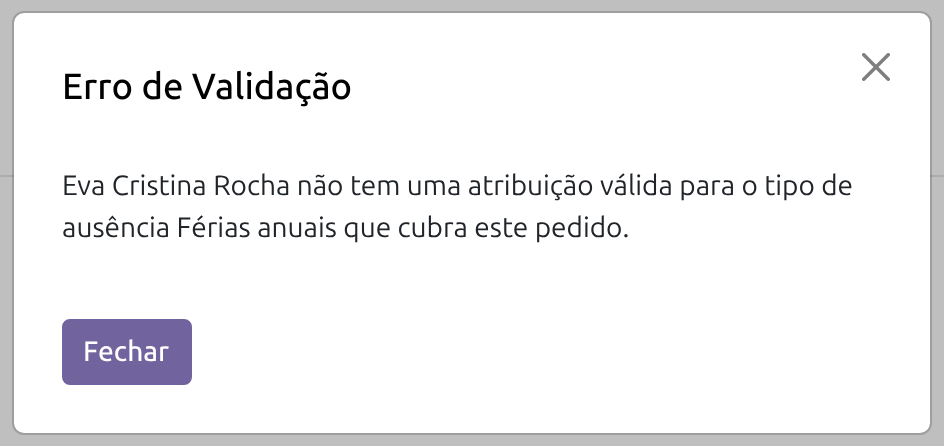 Erro de Validação
Eva Cristina Rocha não tem uma atribuição válida para o tipo de
ausência Férias anuais que cubra este pedido.
Fechar